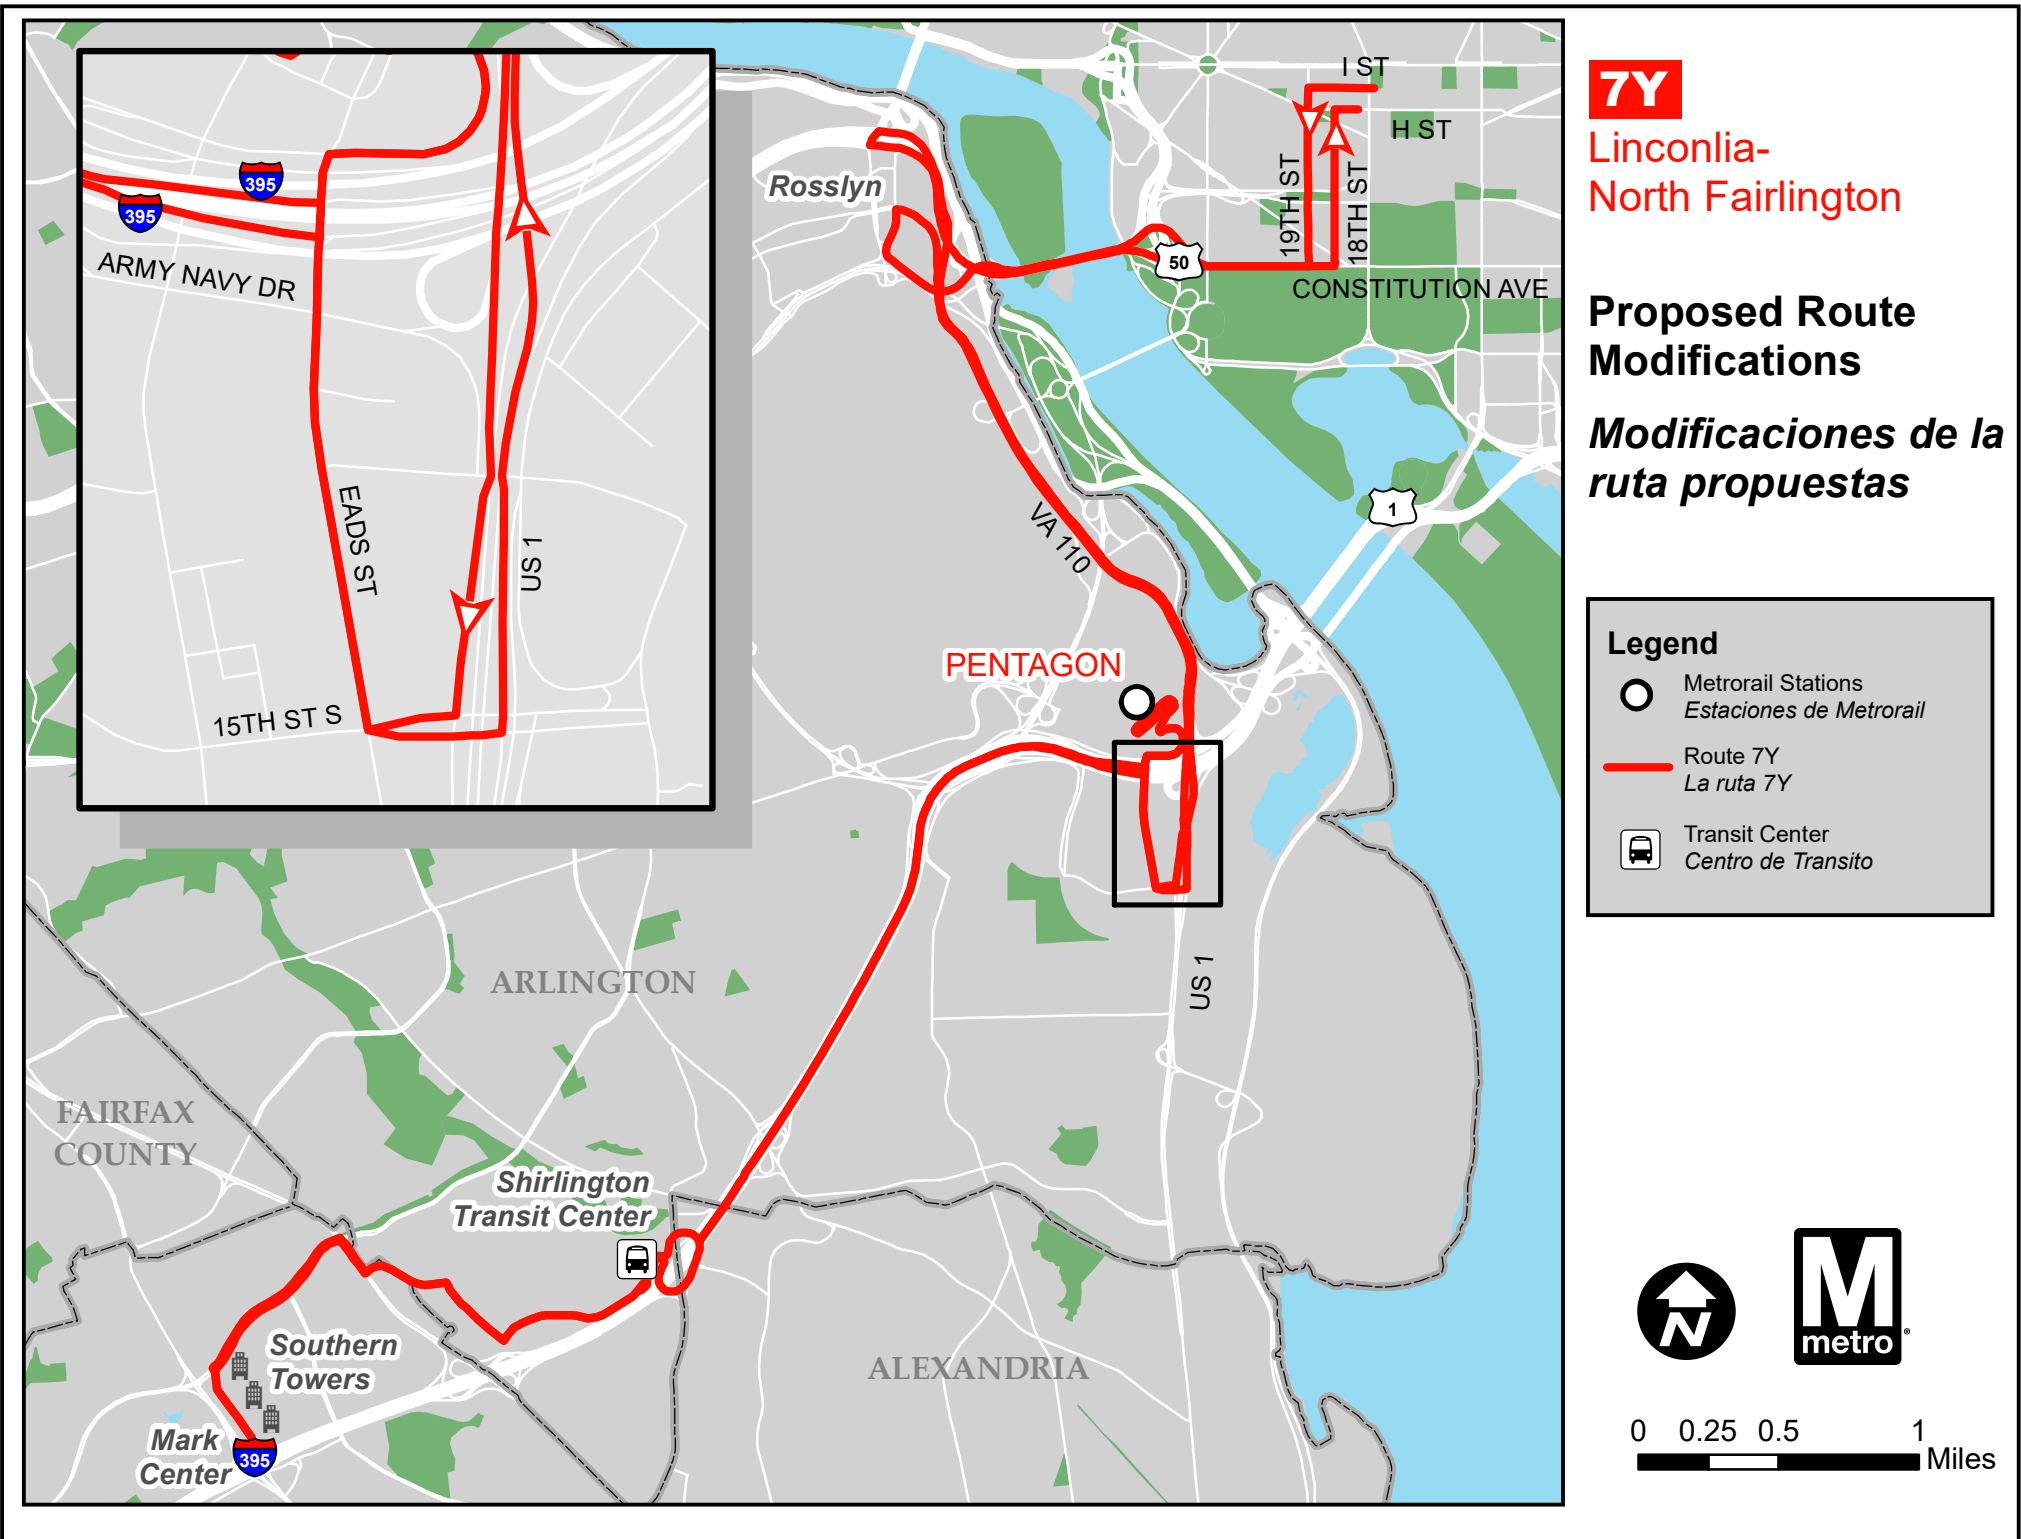 7Y
Linconlia-
North Fairlington
Proposed Route
Modifications
Modificaciones de la
ruta propuestas
Legend
Metrorail Stations
Estaciones de Metrorail
Route 7Y
La ruta 7Y
Transit Center
Centro de Transito
N
M
metro
0 0.25 0.5 1
Miles
395
395
ARMY NAVY DR
EADS ST
US 1
15TH ST S
Rosslyn
I ST
H ST
19TH ST
18TH ST
50
CONSTITUTION AVE
1
VA 110
PENTAGON
US 1
ARLINGTON
FAIRFAX
COUNTY
Shirlington
Transit Center
Southern
Towers
Mark
Center
395
ALEXANDRIA